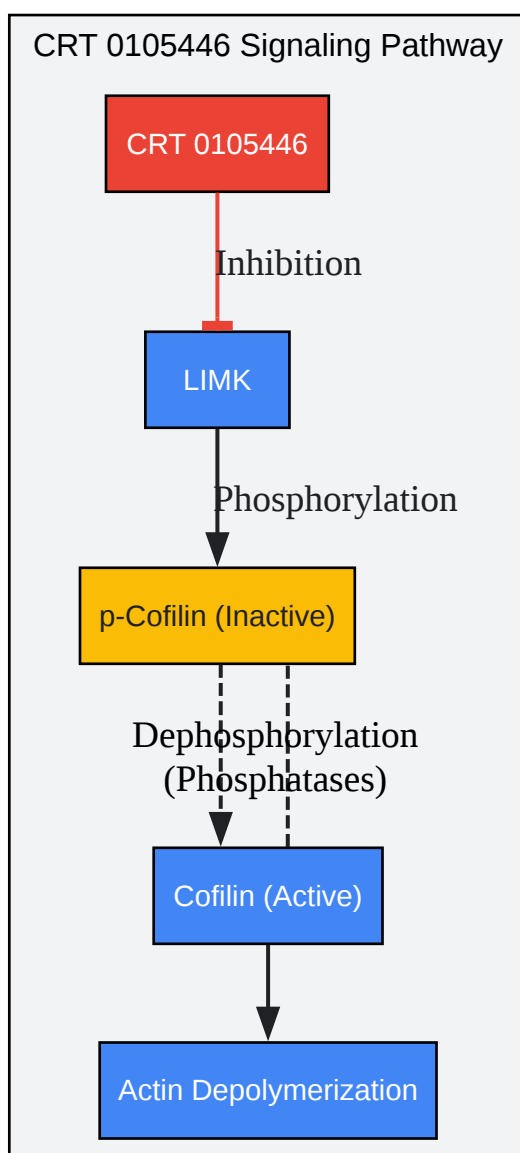 CRT 0105446 Signaling Pathway
CRT 0105446
Inhibition
LIMK
Phosphorylation
p-Cofilin (Inactive)
Dephosphorylation
(Phosphatases)
Cofilin (Active)
Actin Depolymerization